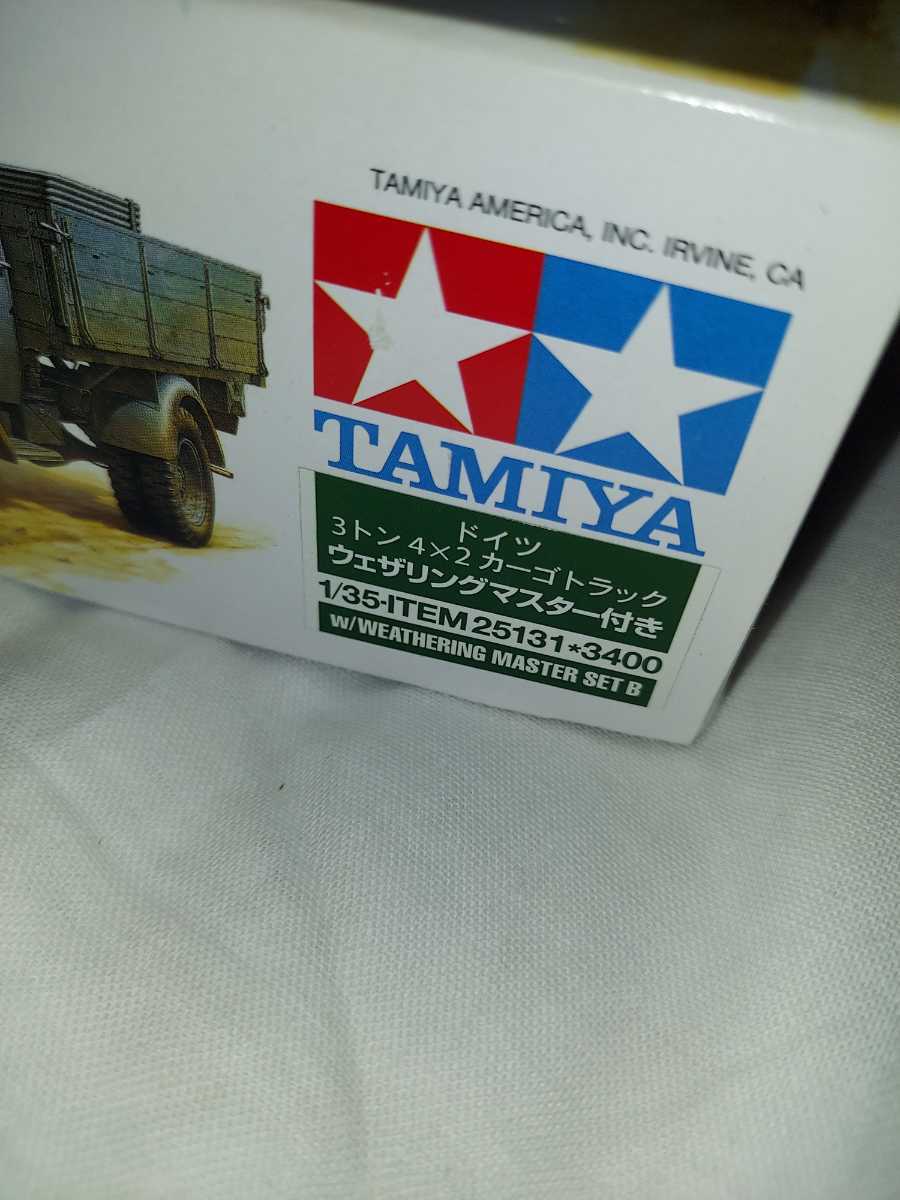 TAMIYA AMERICA, INC. IRVINE, CA
TAMIYA
ドイツ
3トン 4×2 カーゴトラック
ウェザリングマスター付き
1/35·ITEM 25131*3400
w/WEATHERING MASTER SET B